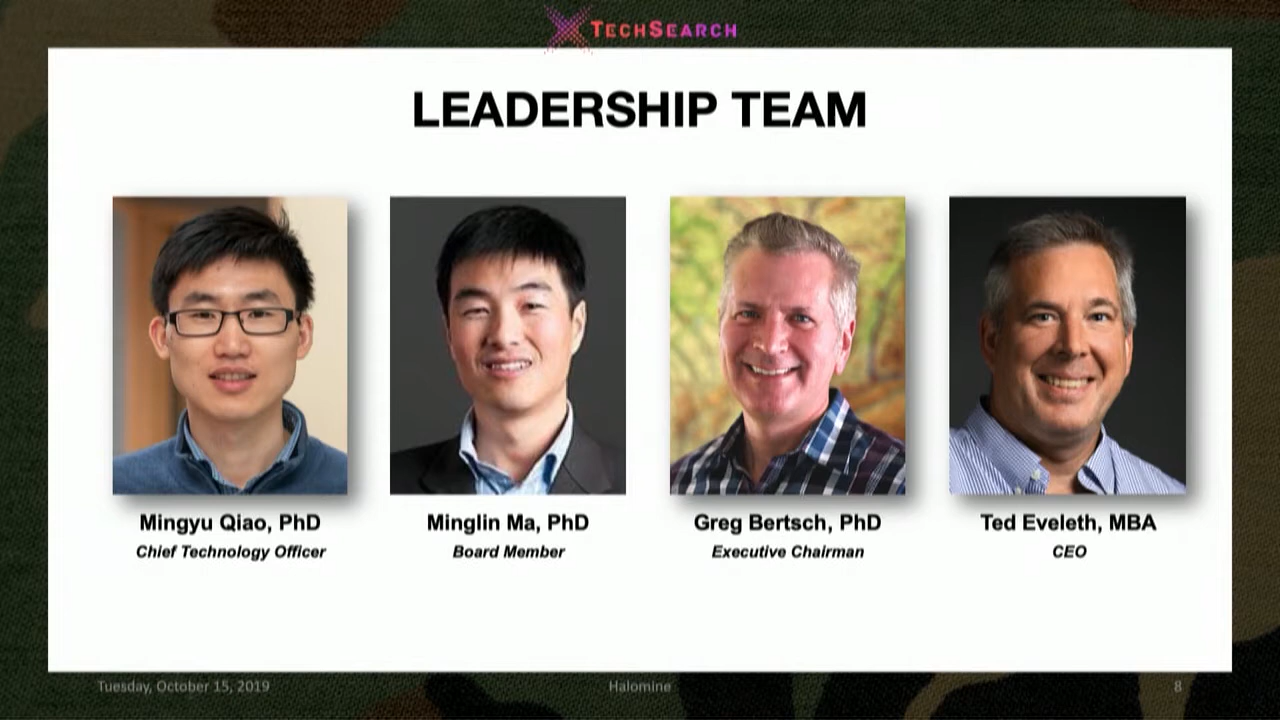 TECHSEARCH
LEADERSHIP TEAM
Mingyu Qiao, PhD
Chief Technology Officer
Minglin Ma, PhD
Board Member
Greg Bertsch, PhD
Executive Chairman
Ted Eveleth, MBA
CEO
Tuesday, October 15, 2019
Halomine
8